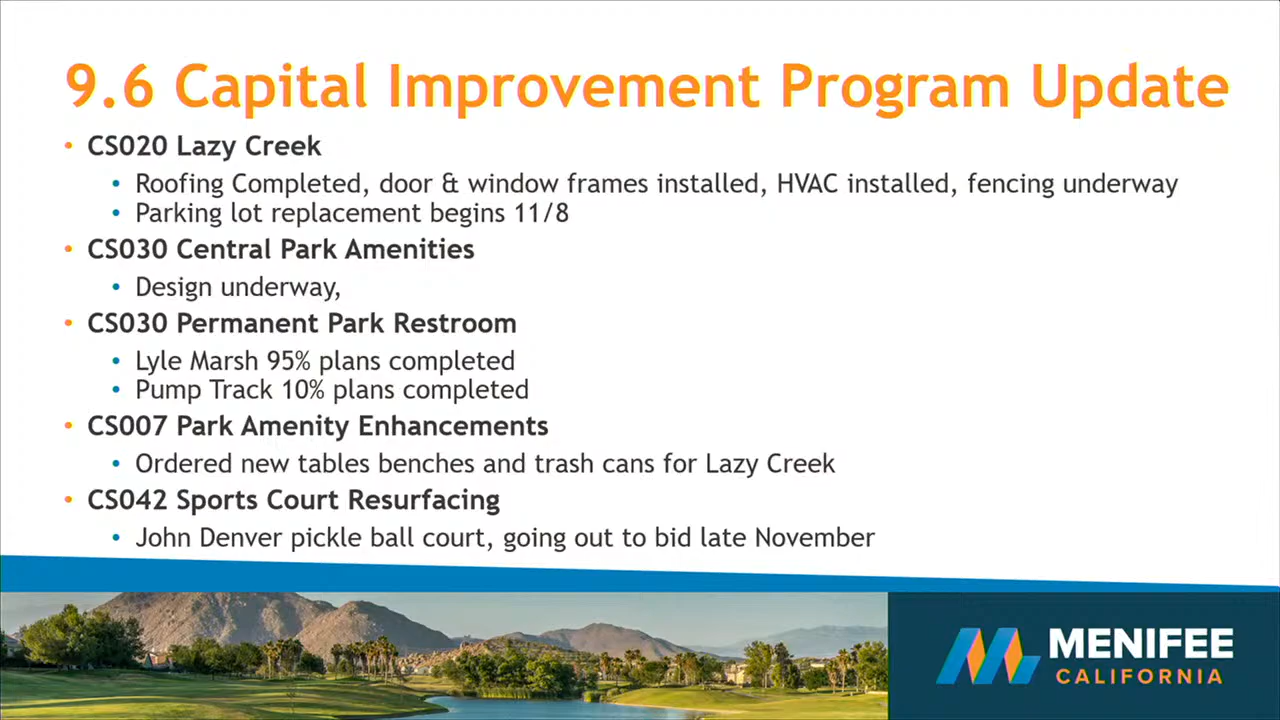 9.6 Capital Improvement Program Update
• CS020 Lazy Creek
• Roofing Completed, door & window frames installed, HVAC installed, fencing underway
• Parking lot replacement begins 11/8
• CS030 Central Park Amenities
• Design underway,
• CS030 Permanent Park Restroom
• Lyle Marsh 95% plans completed
• Pump Track 10% plans completed
• CS007 Park Amenity Enhancements
• Ordered new tables benches and trash cans for Lazy Creek
• CS042 Sports Court Resurfacing
• John Denver pickle ball court, going out to bid late November
MENIFEE
CALIFORNIA